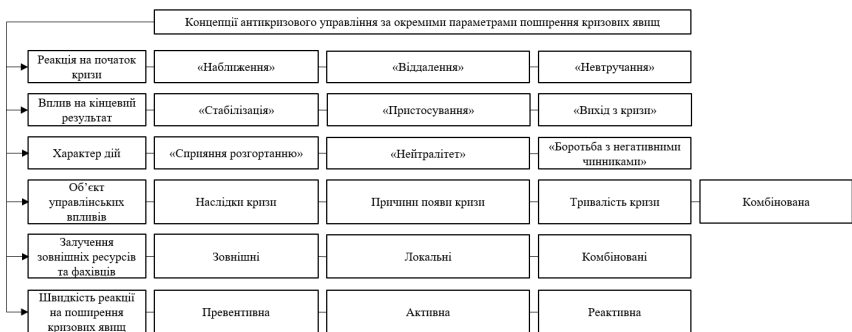 Концепції антикризового управління за окремими параметрами поширення кризових явищ
Реакція на початок
кризи
«Наближення»
«Віддалення»
«Невтручання»
Вплив на кінцевий
результат
«Стабілізація»
«Пристосування»
«Вихід з кризи»
Характер дій
«Сприяння розгортанню»
«Нейтралітет»
«Боротьба з негативними
чинниками»
Об’єкт
управлінських
впливів
Наслідки кризи
Причини появи кризи
Тривалість кризи
Комбінована
Залучення
зовнішніх ресурсів
та фахівців
Зовнішні
Локальні
Комбіновані
Швидкість реакції
на поширення
кризових явищ
Превентивна
Активна
Реактивна